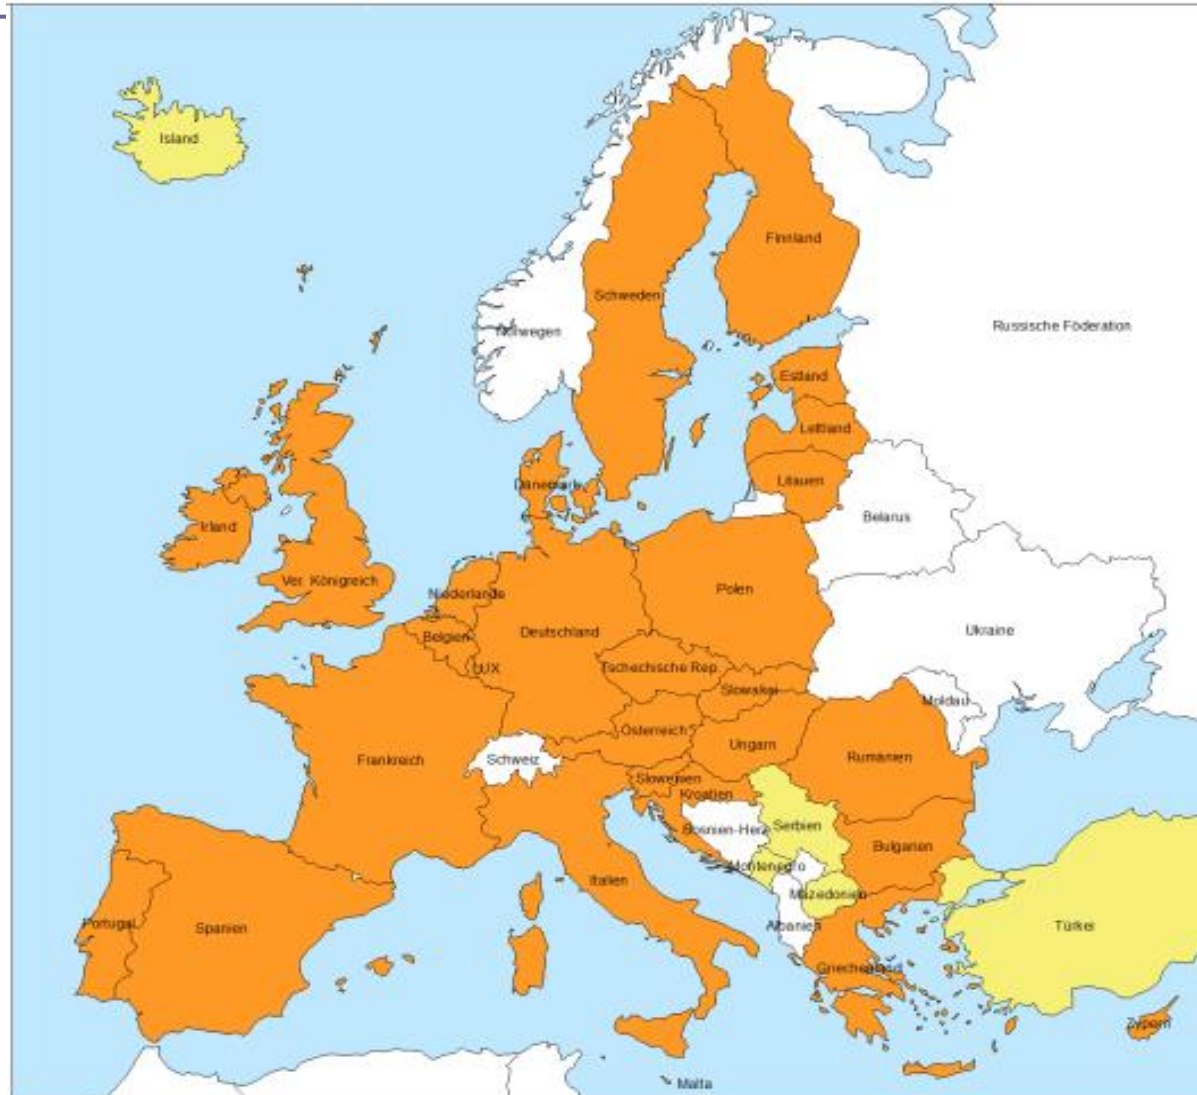 Island
Finnland
Schweden
Norwegen
Russische Föderation
Estland
Lettland
Litauen
Dänemark
Irland
Belarus
Ver. Königreich
Niederlande
Polen
Deutschland
Ukraine
Belgien
LUX
Tschechische Rep.
Slowakei
Moldau
Österreich
Ungarn
Frankreich
Schweiz
Rumänien
Slowenien
Kroatien
Serbien
Bosnien-Herz
Bulgarien
Montenegro
Italien
Mazedonien
Portugal
Spanien
Albanien
Türkei
Griechenland
Zypern
Malta